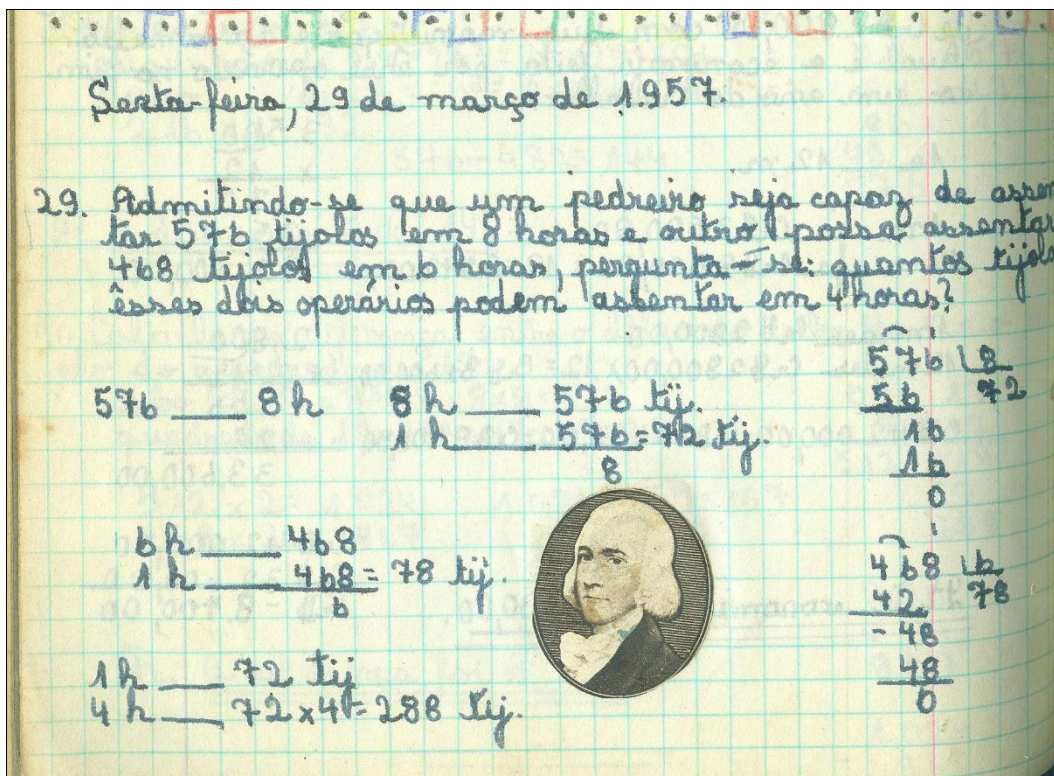 Sexta-feira, 29 de março de 1.957.
29. Admitindo-se que um pedreiro seja capaz de assen
tar 576 tijolos em 8 horas e outro possa assentar
468 tijolos em 6 horas, pergunta-se: quantos tijolo
êsses dois operários podem assentar em 4 horas?
576 ___ 8 h
8 h ___ 576 tij.
1 h ___ 576 = 72 tij.
8
576 | 8
56 72
16
16
0
6 h ___ 468
1 h ___ 468 = 78 tij.
6
468 | 6
42 78
- 48
48
0
1 h ___ 72 tij
4 h ___ 72 x 4 = 288 tij.